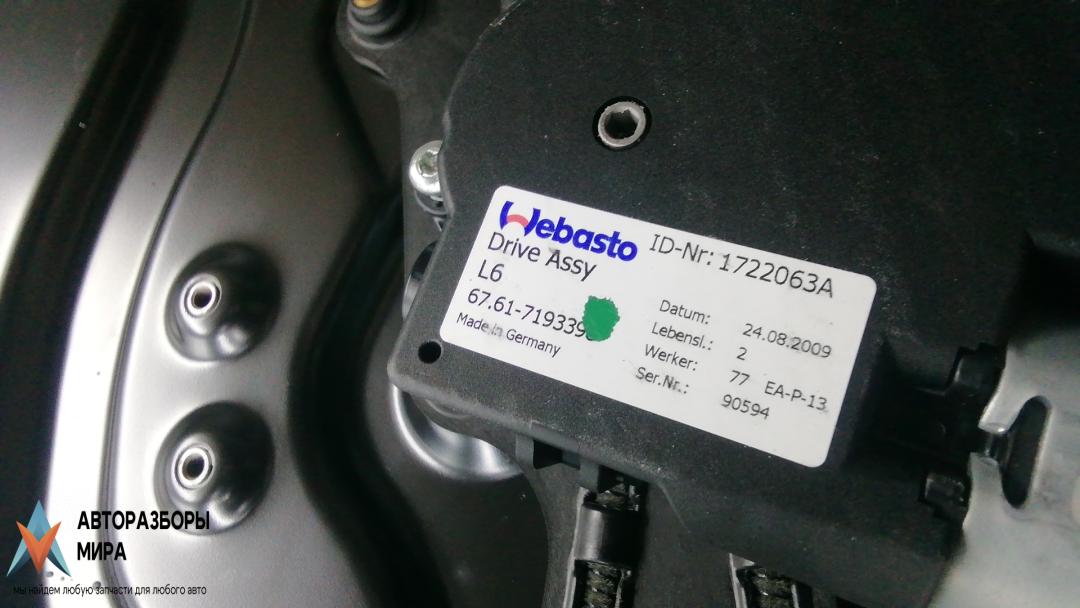 Webasto
Drive Assy
L6
67.61-719339
Made in Germany
ID-Nr: 1722063A
Datum: 24.08.2009
Lebensl.: 2
Werker: 77 EA-P-13
Ser.Nr.: 90594
АВТОРАЗБОРЫ
МИРА
мы найдем любую запчасти для любого авто